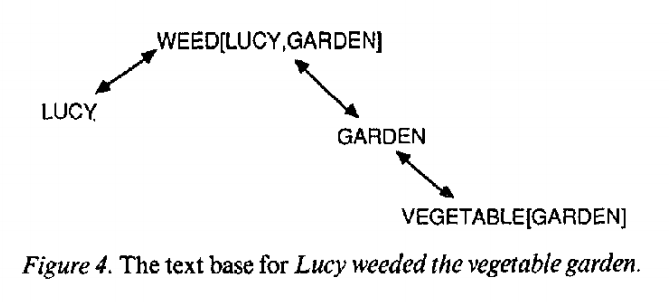 WEED[LUCY,GARDEN]
LUCY
GARDEN
VEGETABLE[GARDEN]
Figure 4. The text base for Lucy weeded the vegetable garden.